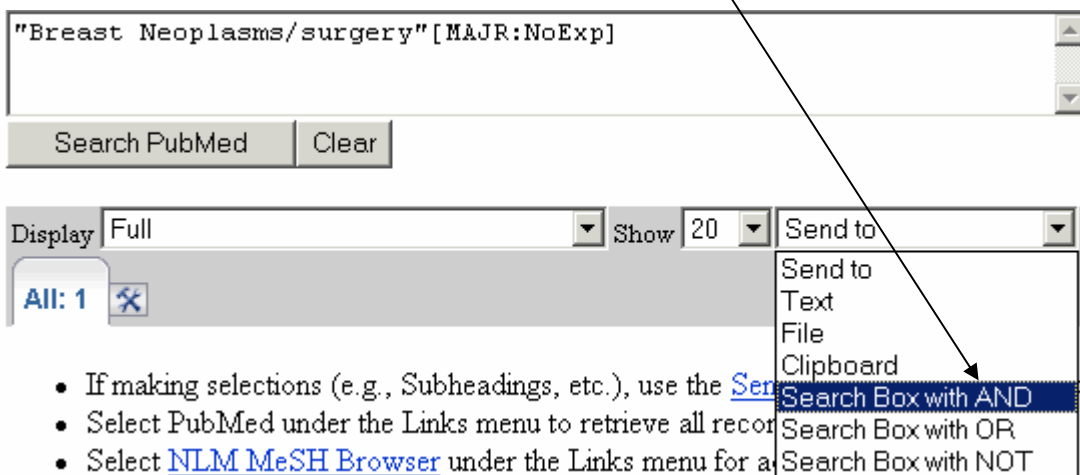 "Breast Neoplasms/surgery"[MAJR:NoExp]
Search PubMed Clear
Display Full Show 20 Send to
Send to
All: 1
Text
File
Clipboard
• If making selections (e.g., Subheadings, etc.), use the Sen
Search Box with AND
• Select PubMed under the Links menu to retrieve all recor
Search Box with OR
• Select NLM MeSH Browser under the Links menu for a
Search Box with NOT